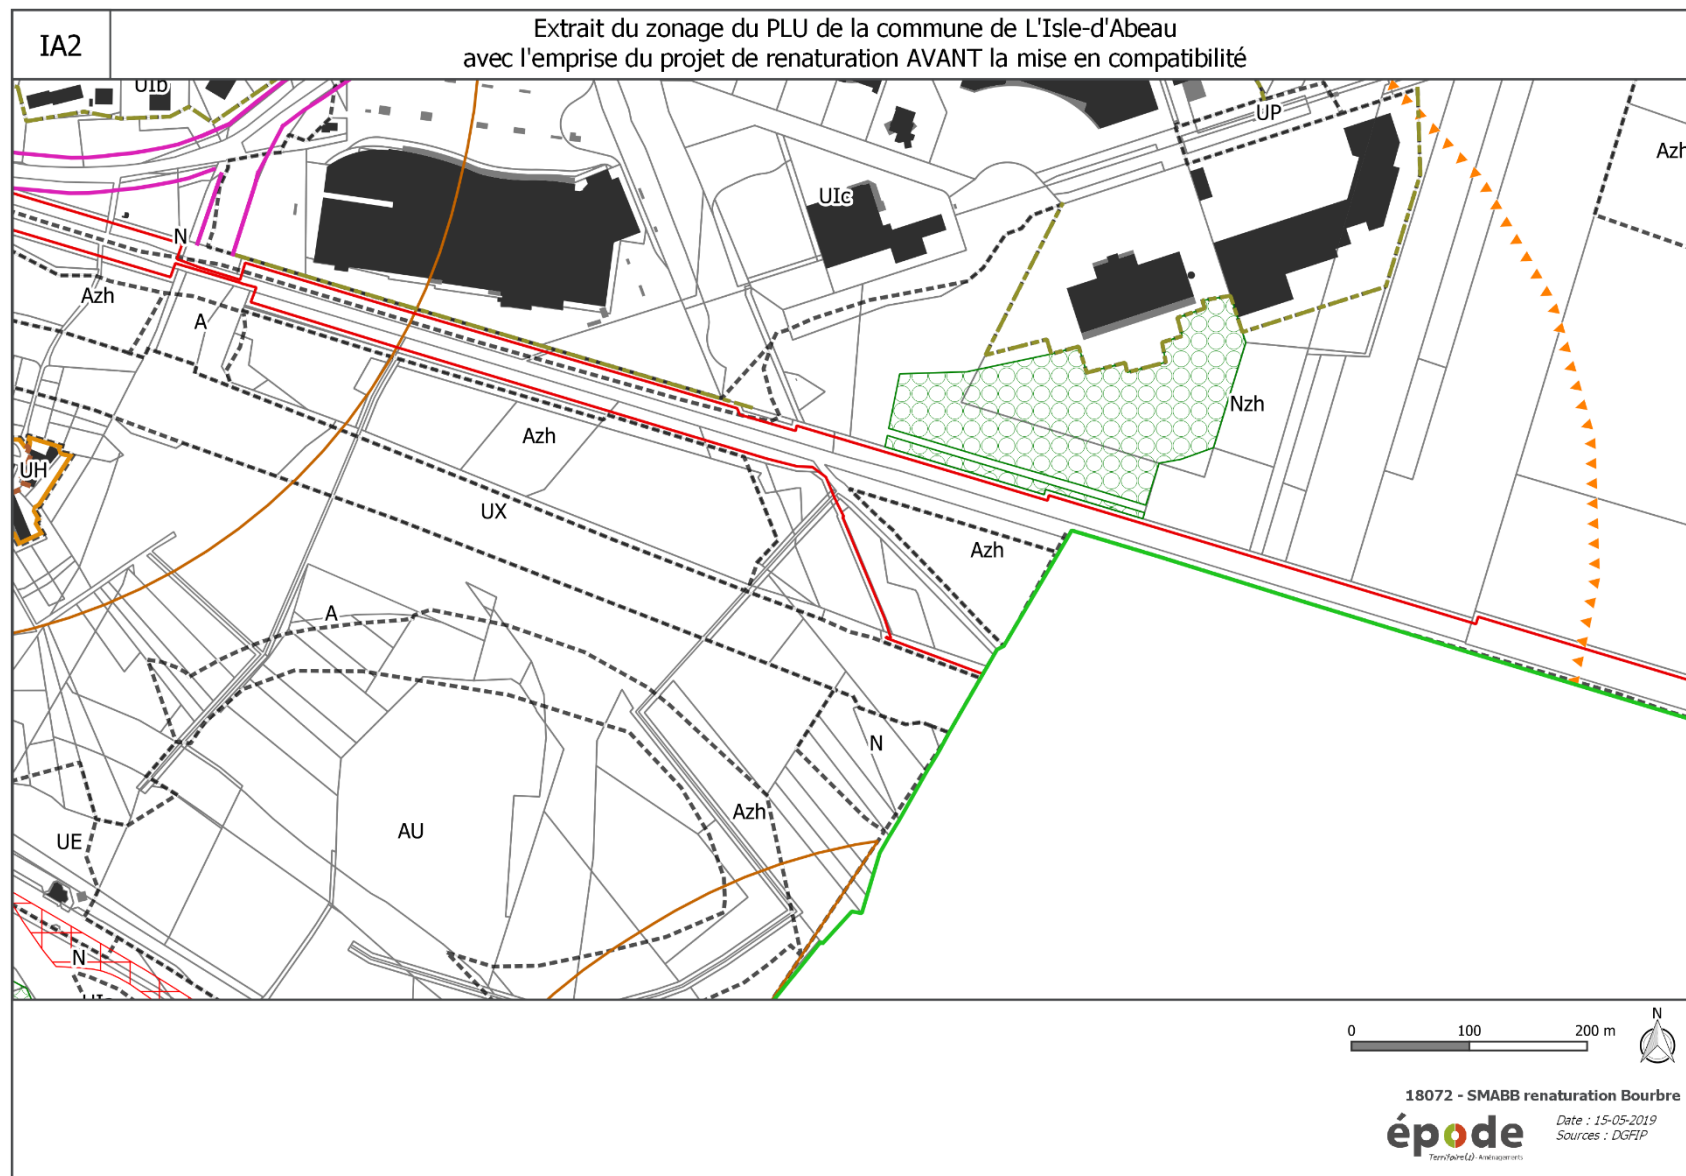 IA2
Extrait du zonage du PLU de la commune de L'Isle-d'Abeau
avec l'emprise du projet de renaturation AVANT la mise en compatibilité
UIb
UP
Azh
UIc
N
Azh
A
Nzh
Azh
UH
UX
Azh
A
N
Azh
AU
UE
N
0 100 200 m
N
18072 - SMABB renaturation Bourbre
épode
Territoire(s) - Aménagements
Date : 15-05-2019
Sources : DGFIP